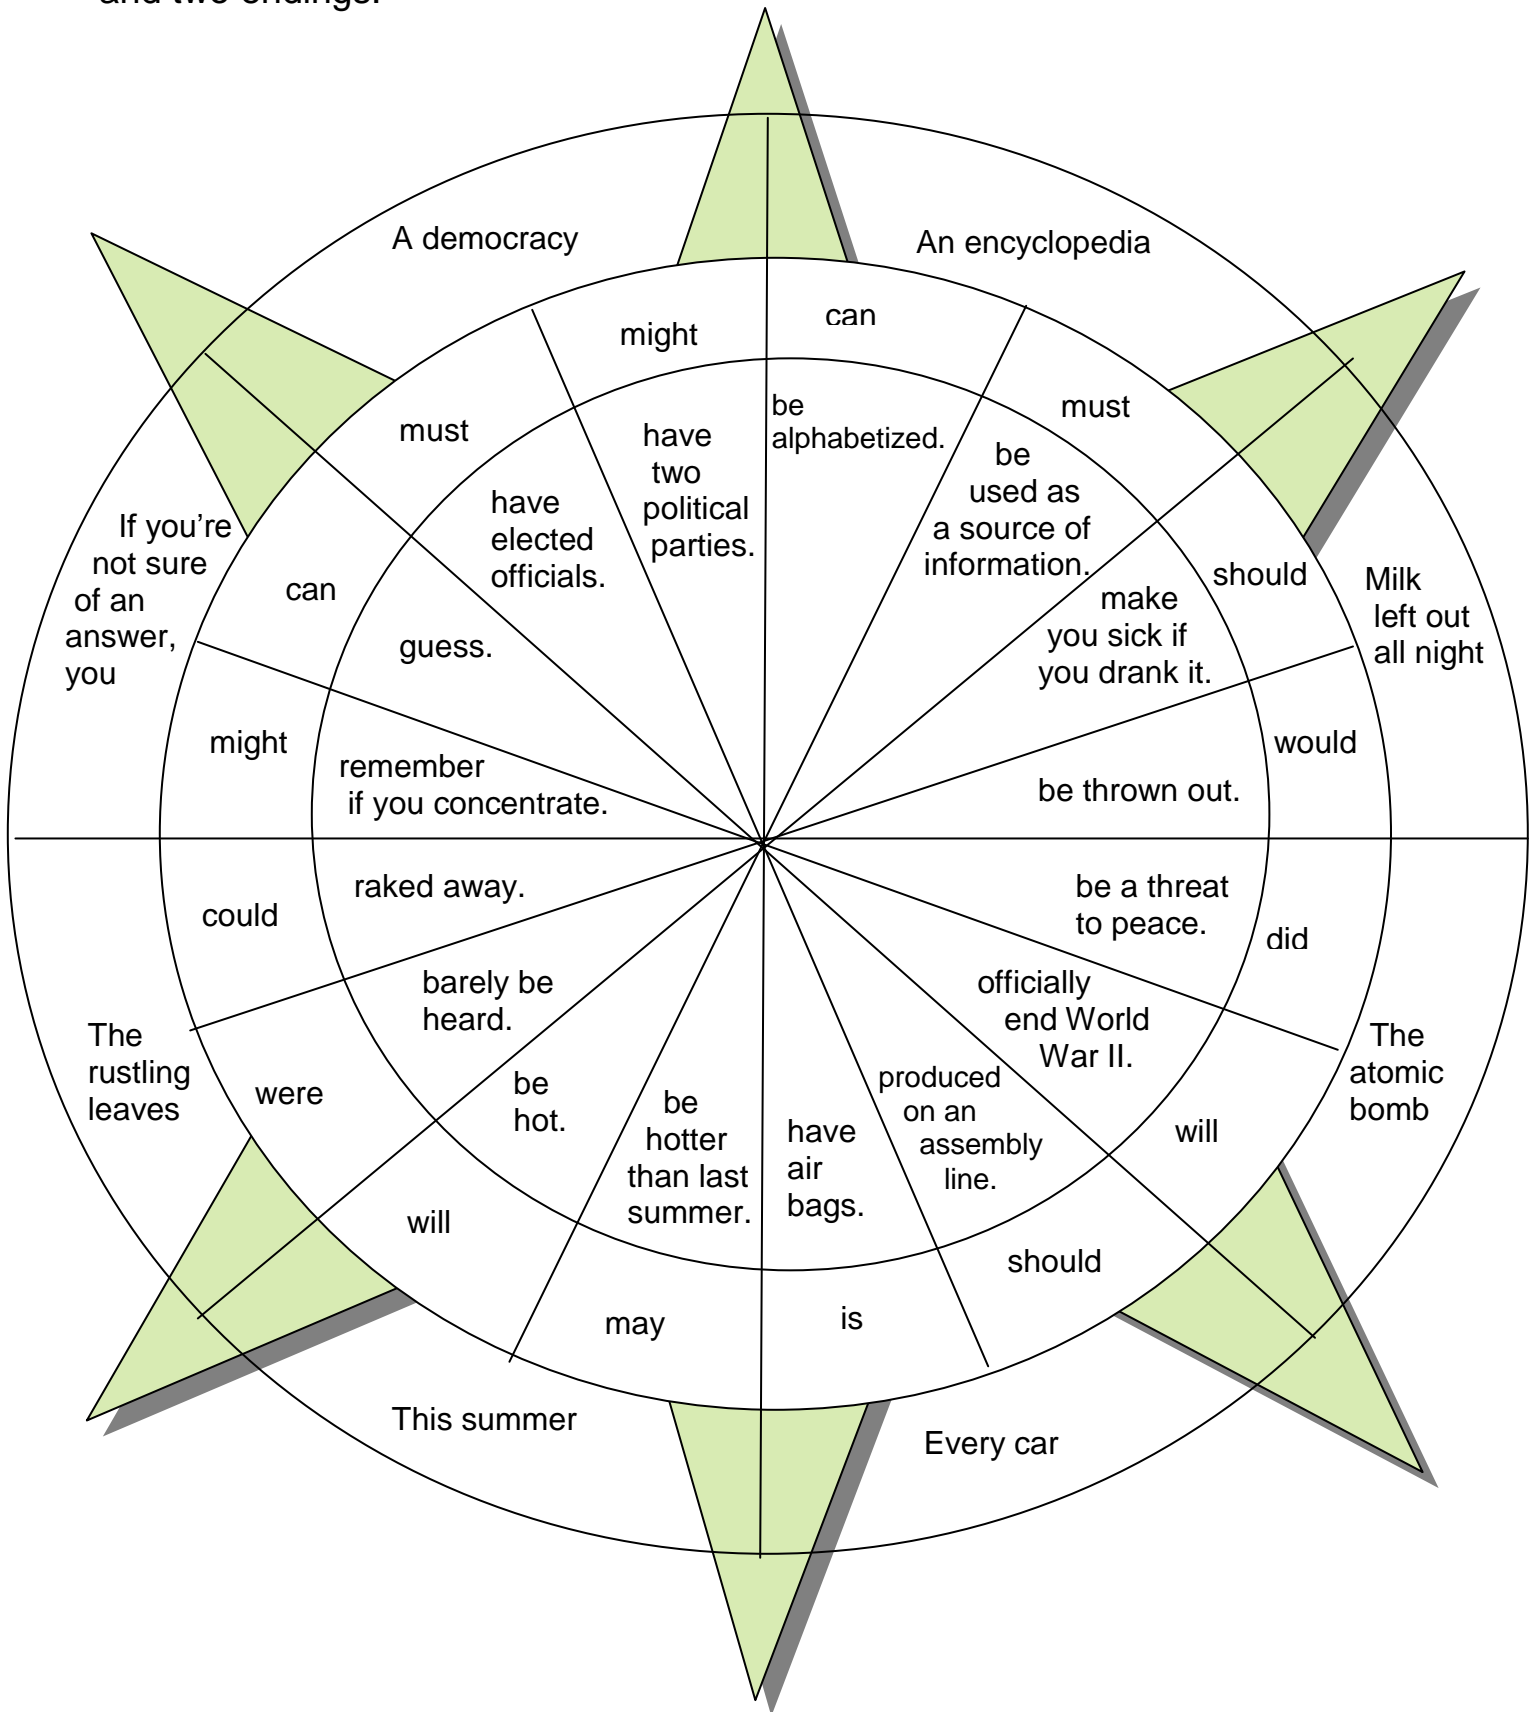 and two endings.
A democracy
An encyclopedia
might
can
must
must
be
alphabetized.
have
two
political
parties.
be
used as
a source of
information.
have
elected
officials.
If you’re
not sure
of an
answer,
you
can
guess.
should
Milk
left out
all night
make
you sick if
you drank it.
might
would
remember
if you concentrate.
be thrown out.
raked away.
could
be a threat
to peace.
did
barely be
heard.
officially
end World
War II.
The
rustling
leaves
were
The
atomic
bomb
will
be
hot.
be
hotter
than last
summer.
have
air
bags.
produced
on an
assembly
line.
will
should
may
is
This summer
Every car